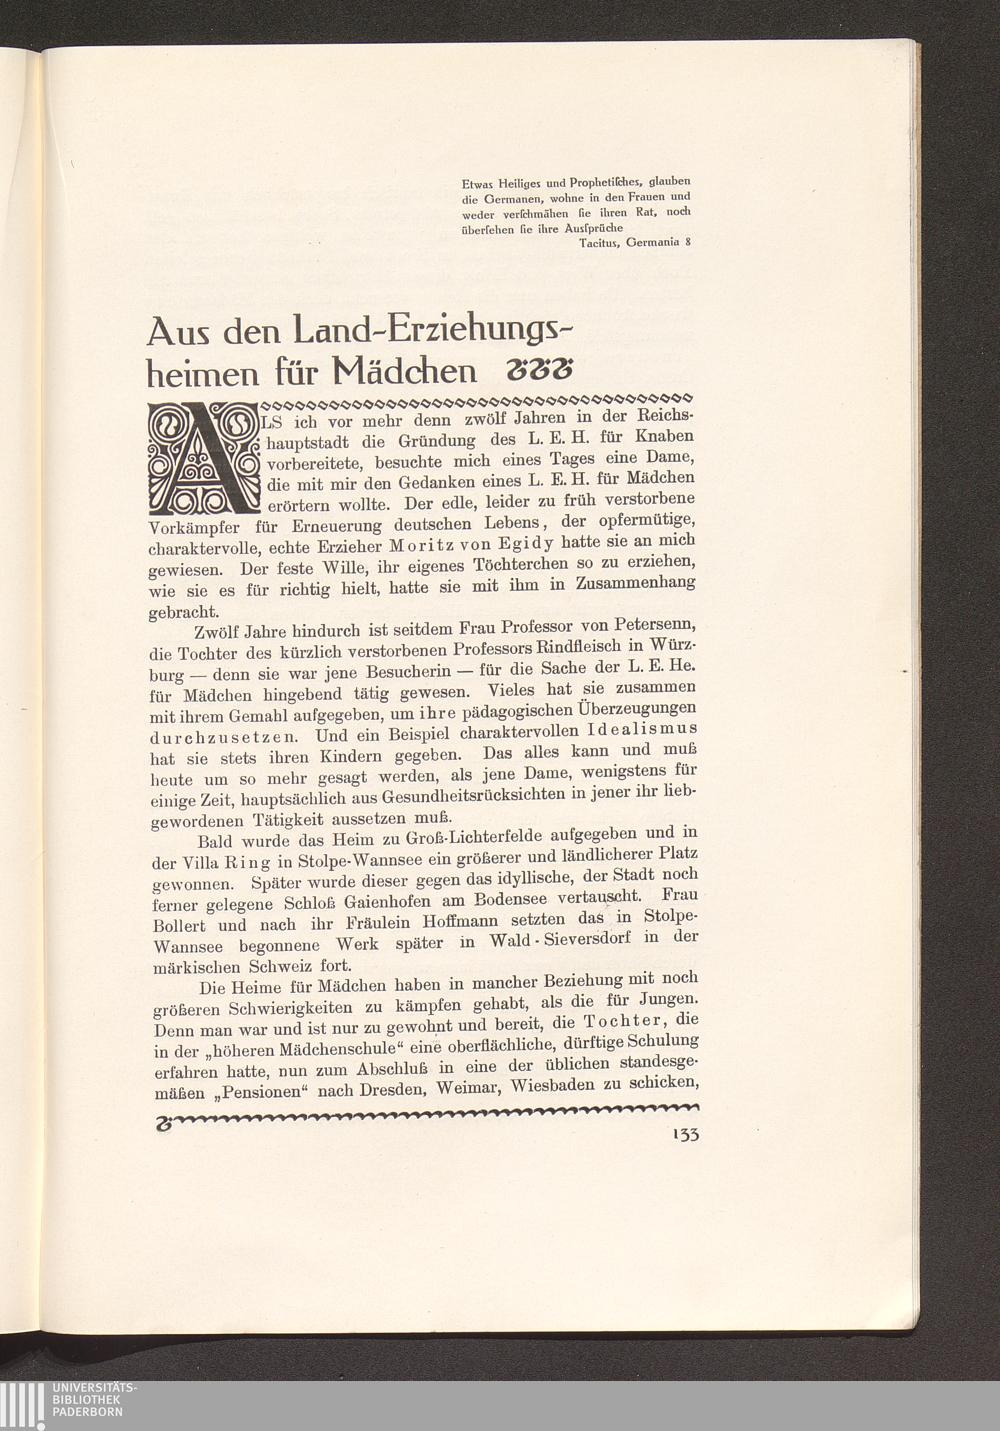 Etwas Heiliges und Prophetiſches, glauben
die Germanen, wohne in den Frauen und
weder verſchmähen ſie ihren Rat, noch
überſehen ſie ihre Ausſprüche
Tacitus, Germania 8
Aus den Land-Erziehungs-
heimen für Mädchen
ALS ich vor mehr denn zwölf Jahren in der Reichs-
hauptstadt die Gründung des L. E. H. für Knaben
vorbereitete, besuchte mich eines Tages eine Dame,
die mit mir den Gedanken eines L. E. H. für Mädchen
erörtern wollte. Der edle, leider zu früh verstorbene
Vorkämpfer für Erneuerung deutschen Lebens, der opfermütige,
charaktervolle, echte Erzieher Moritz von Egidy hatte sie an mich
gewiesen. Der feste Wille, ihr eigenes Töchterchen so zu erziehen,
wie sie es für richtig hielt, hatte sie mit ihm in Zusammenhang
gebracht.
Zwölf Jahre hindurch ist seitdem Frau Professor von Petersenn,
die Tochter des kürzlich verstorbenen Professors Rindfleisch in Würz-
burg — denn sie war jene Besucherin — für die Sache der L. E. He.
für Mädchen hingebend tätig gewesen. Vieles hat sie zusammen
mit ihrem Gemahl aufgegeben, um ihre pädagogischen Überzeugungen
durchzusetzen. Und ein Beispiel charaktervollen Idealismus
hat sie stets ihren Kindern gegeben. Das alles kann und muß
heute um so mehr gesagt werden, als jene Dame, wenigstens für
einige Zeit, hauptsächlich aus Gesundheitsrücksichten in jener ihr lieb-
gewordenen Tätigkeit aussetzen muß.
Bald wurde das Heim zu Groß-Lichterfelde aufgegeben und in
der Villa Ring in Stolpe-Wannsee ein größerer und ländlicherer Platz
gewonnen. Später wurde dieser gegen das idyllische, der Stadt noch
ferner gelegene Schloß Gaienhofen am Bodensee vertauscht. Frau
Bollert und nach ihr Fräulein Hoffmann setzten das in Stolpe-
Wannsee begonnene Werk später in Wald-Sieversdorf in der
märkischen Schweiz fort.
Die Heime für Mädchen haben in mancher Beziehung mit noch
größeren Schwierigkeiten zu kämpfen gehabt, als die für Jungen.
Denn man war und ist nur zu gewohnt und bereit, die Tochter, die
in der „höheren Mädchenschule“ eine oberflächliche, dürftige Schulung
erfahren hatte, nun zum Abschluß in eine der üblichen standesge-
mäßen „Pensionen“ nach Dresden, Weimar, Wiesbaden zu schicken,
133
UNIVERSITÄTS-
BIBLIOTHEK
PADERBORN